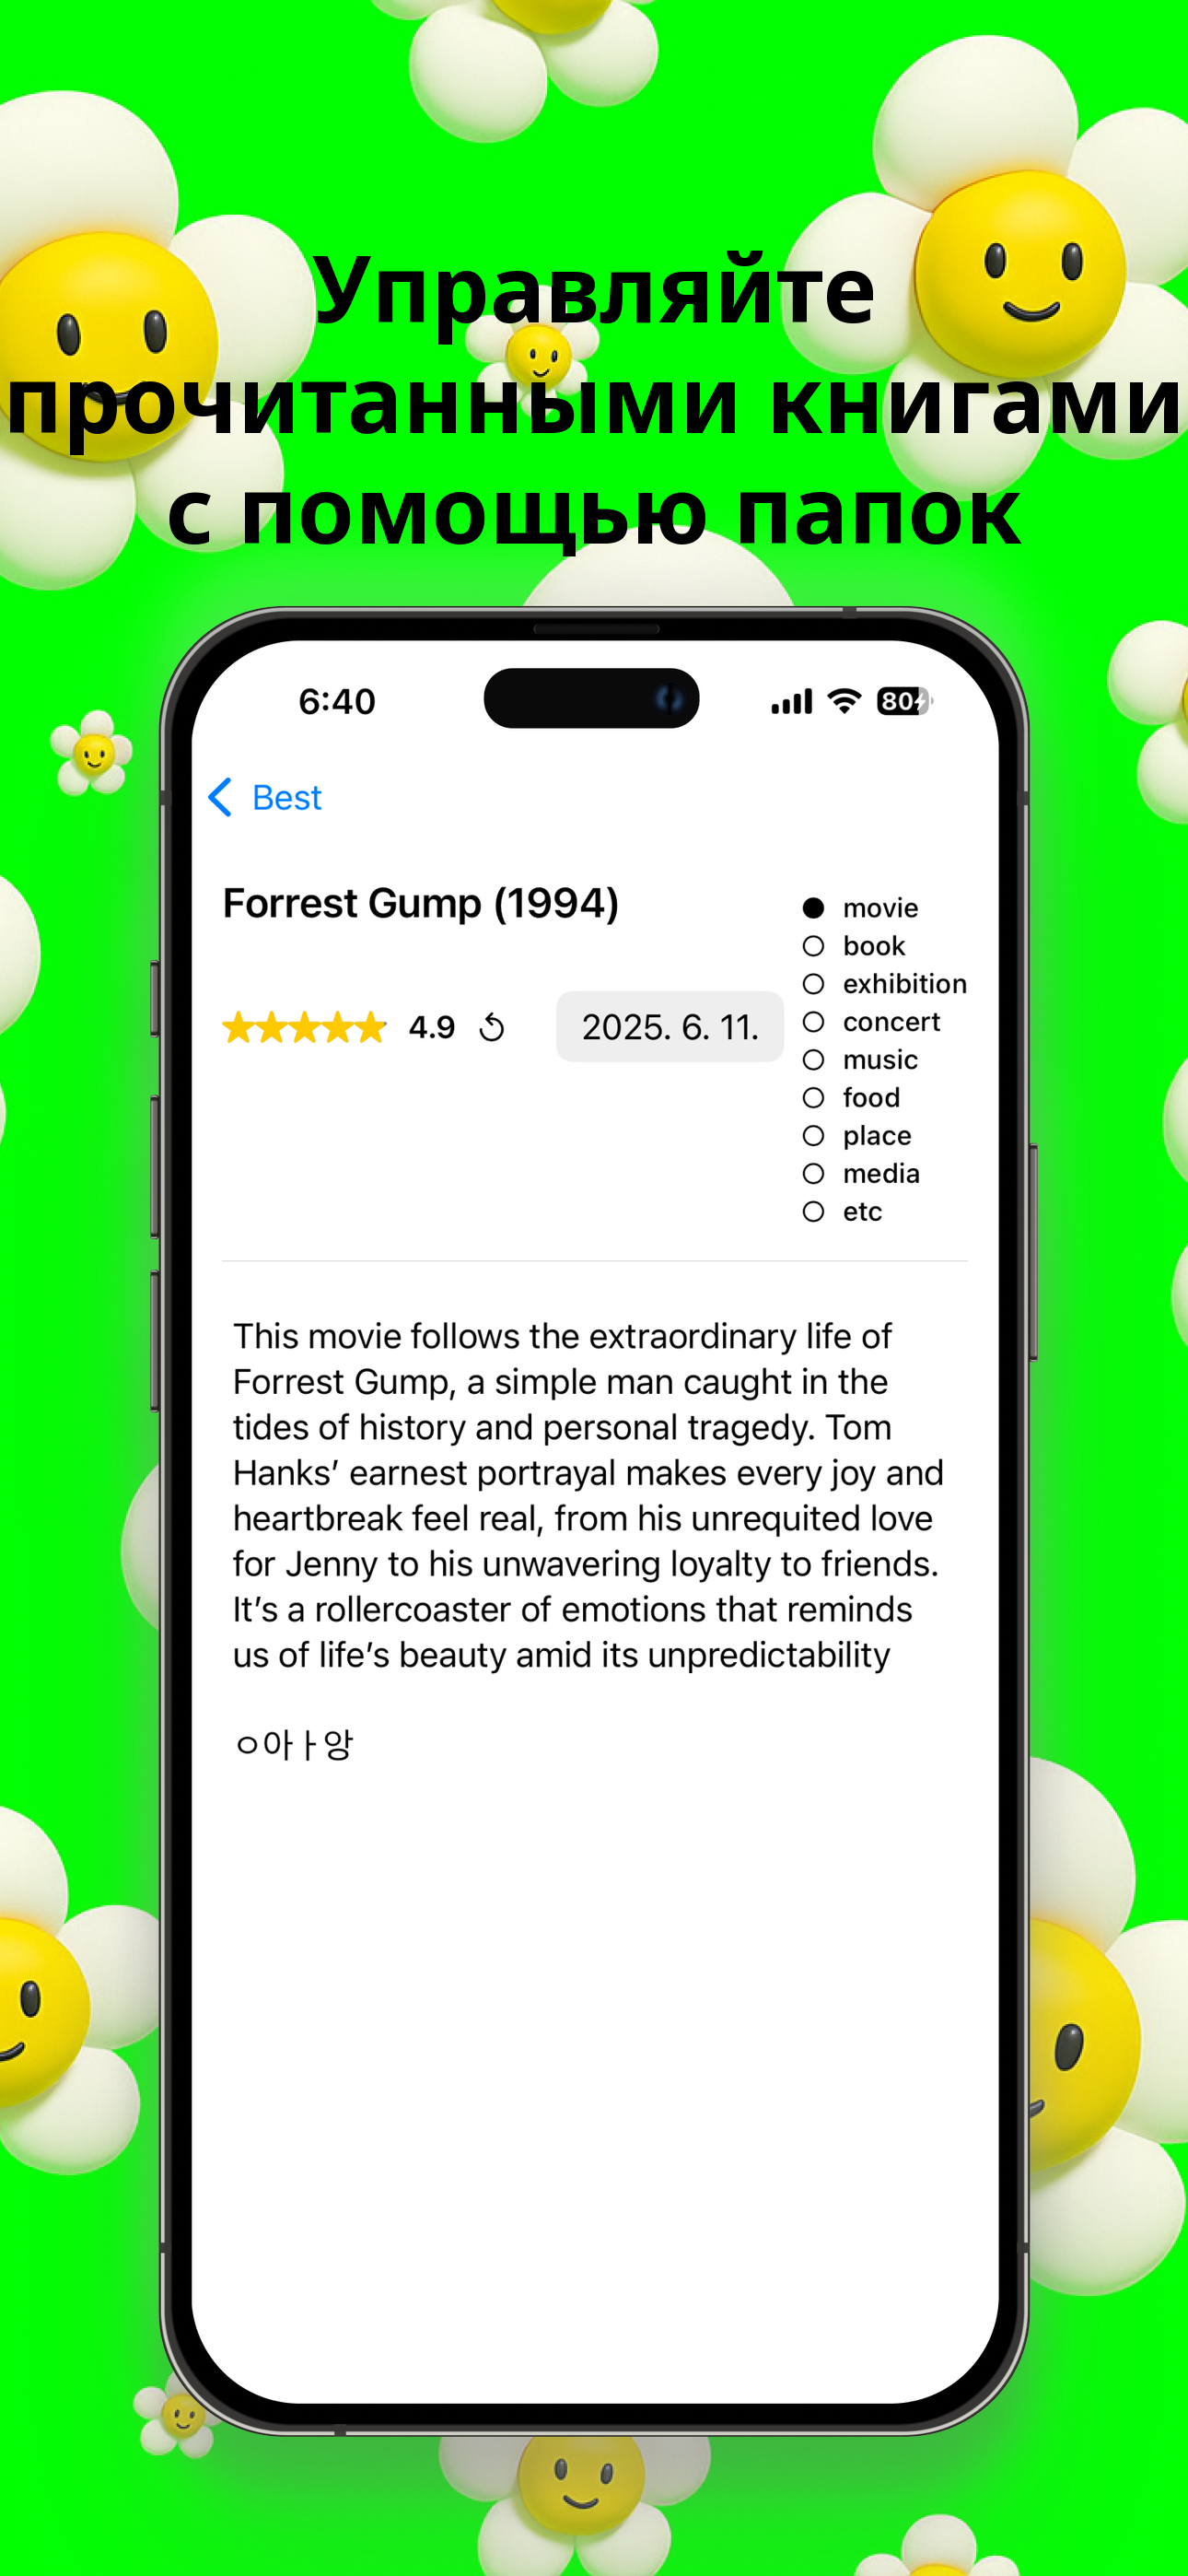 Управляйте
прочитанными книгами
с помощью папок
6:40
80
Best
Forrest Gump (1994)
4.9
2025. 6. 11.
movie
book
exhibition
concert
music
food
place
media
etc
This movie follows the extraordinary life of
Forrest Gump, a simple man caught in the
tides of history and personal tragedy. Tom
Hanks’ earnest portrayal makes every joy and
heartbreak feel real, from his unrequited love
for Jenny to his unwavering loyalty to friends.
It’s a rollercoaster of emotions that reminds
us of life’s beauty amid its unpredictability
ㅇ아ㅏ앙